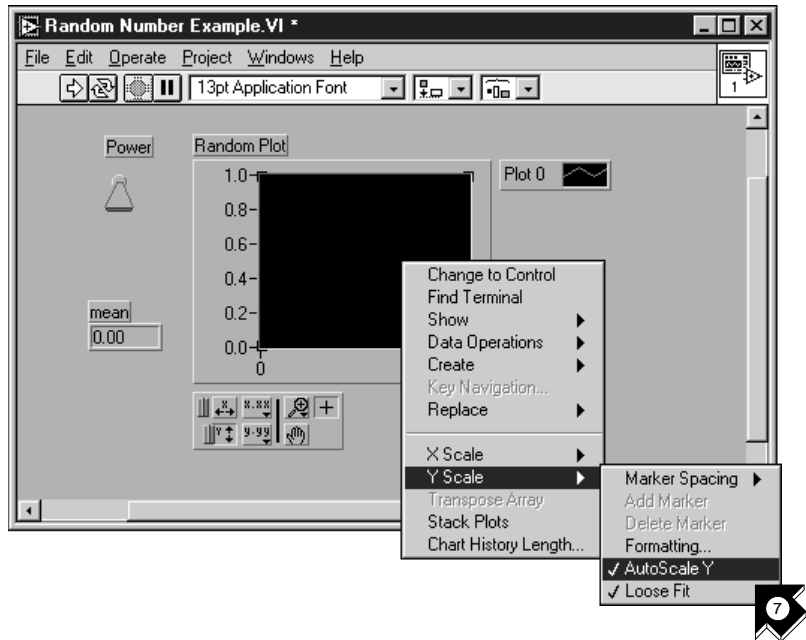 Random Number Example.VI *
File Edit Operate Project Windows Help
13pt Application Font
1
Power
Random Plot
Plot 0
1.0
0.8
0.6
0.4
0.2
0.0
0
mean
0.00
X
x.xx
Y
y.yy
Change to Control
Find Terminal
Show
Data Operations
Create
Key Navigation...
Replace
X Scale
Y Scale
Transpose Array
Stack Plots
Chart History Length...
Marker Spacing
Add Marker
Delete Marker
Formatting...
✓ AutoScale Y
✓ Loose Fit
7